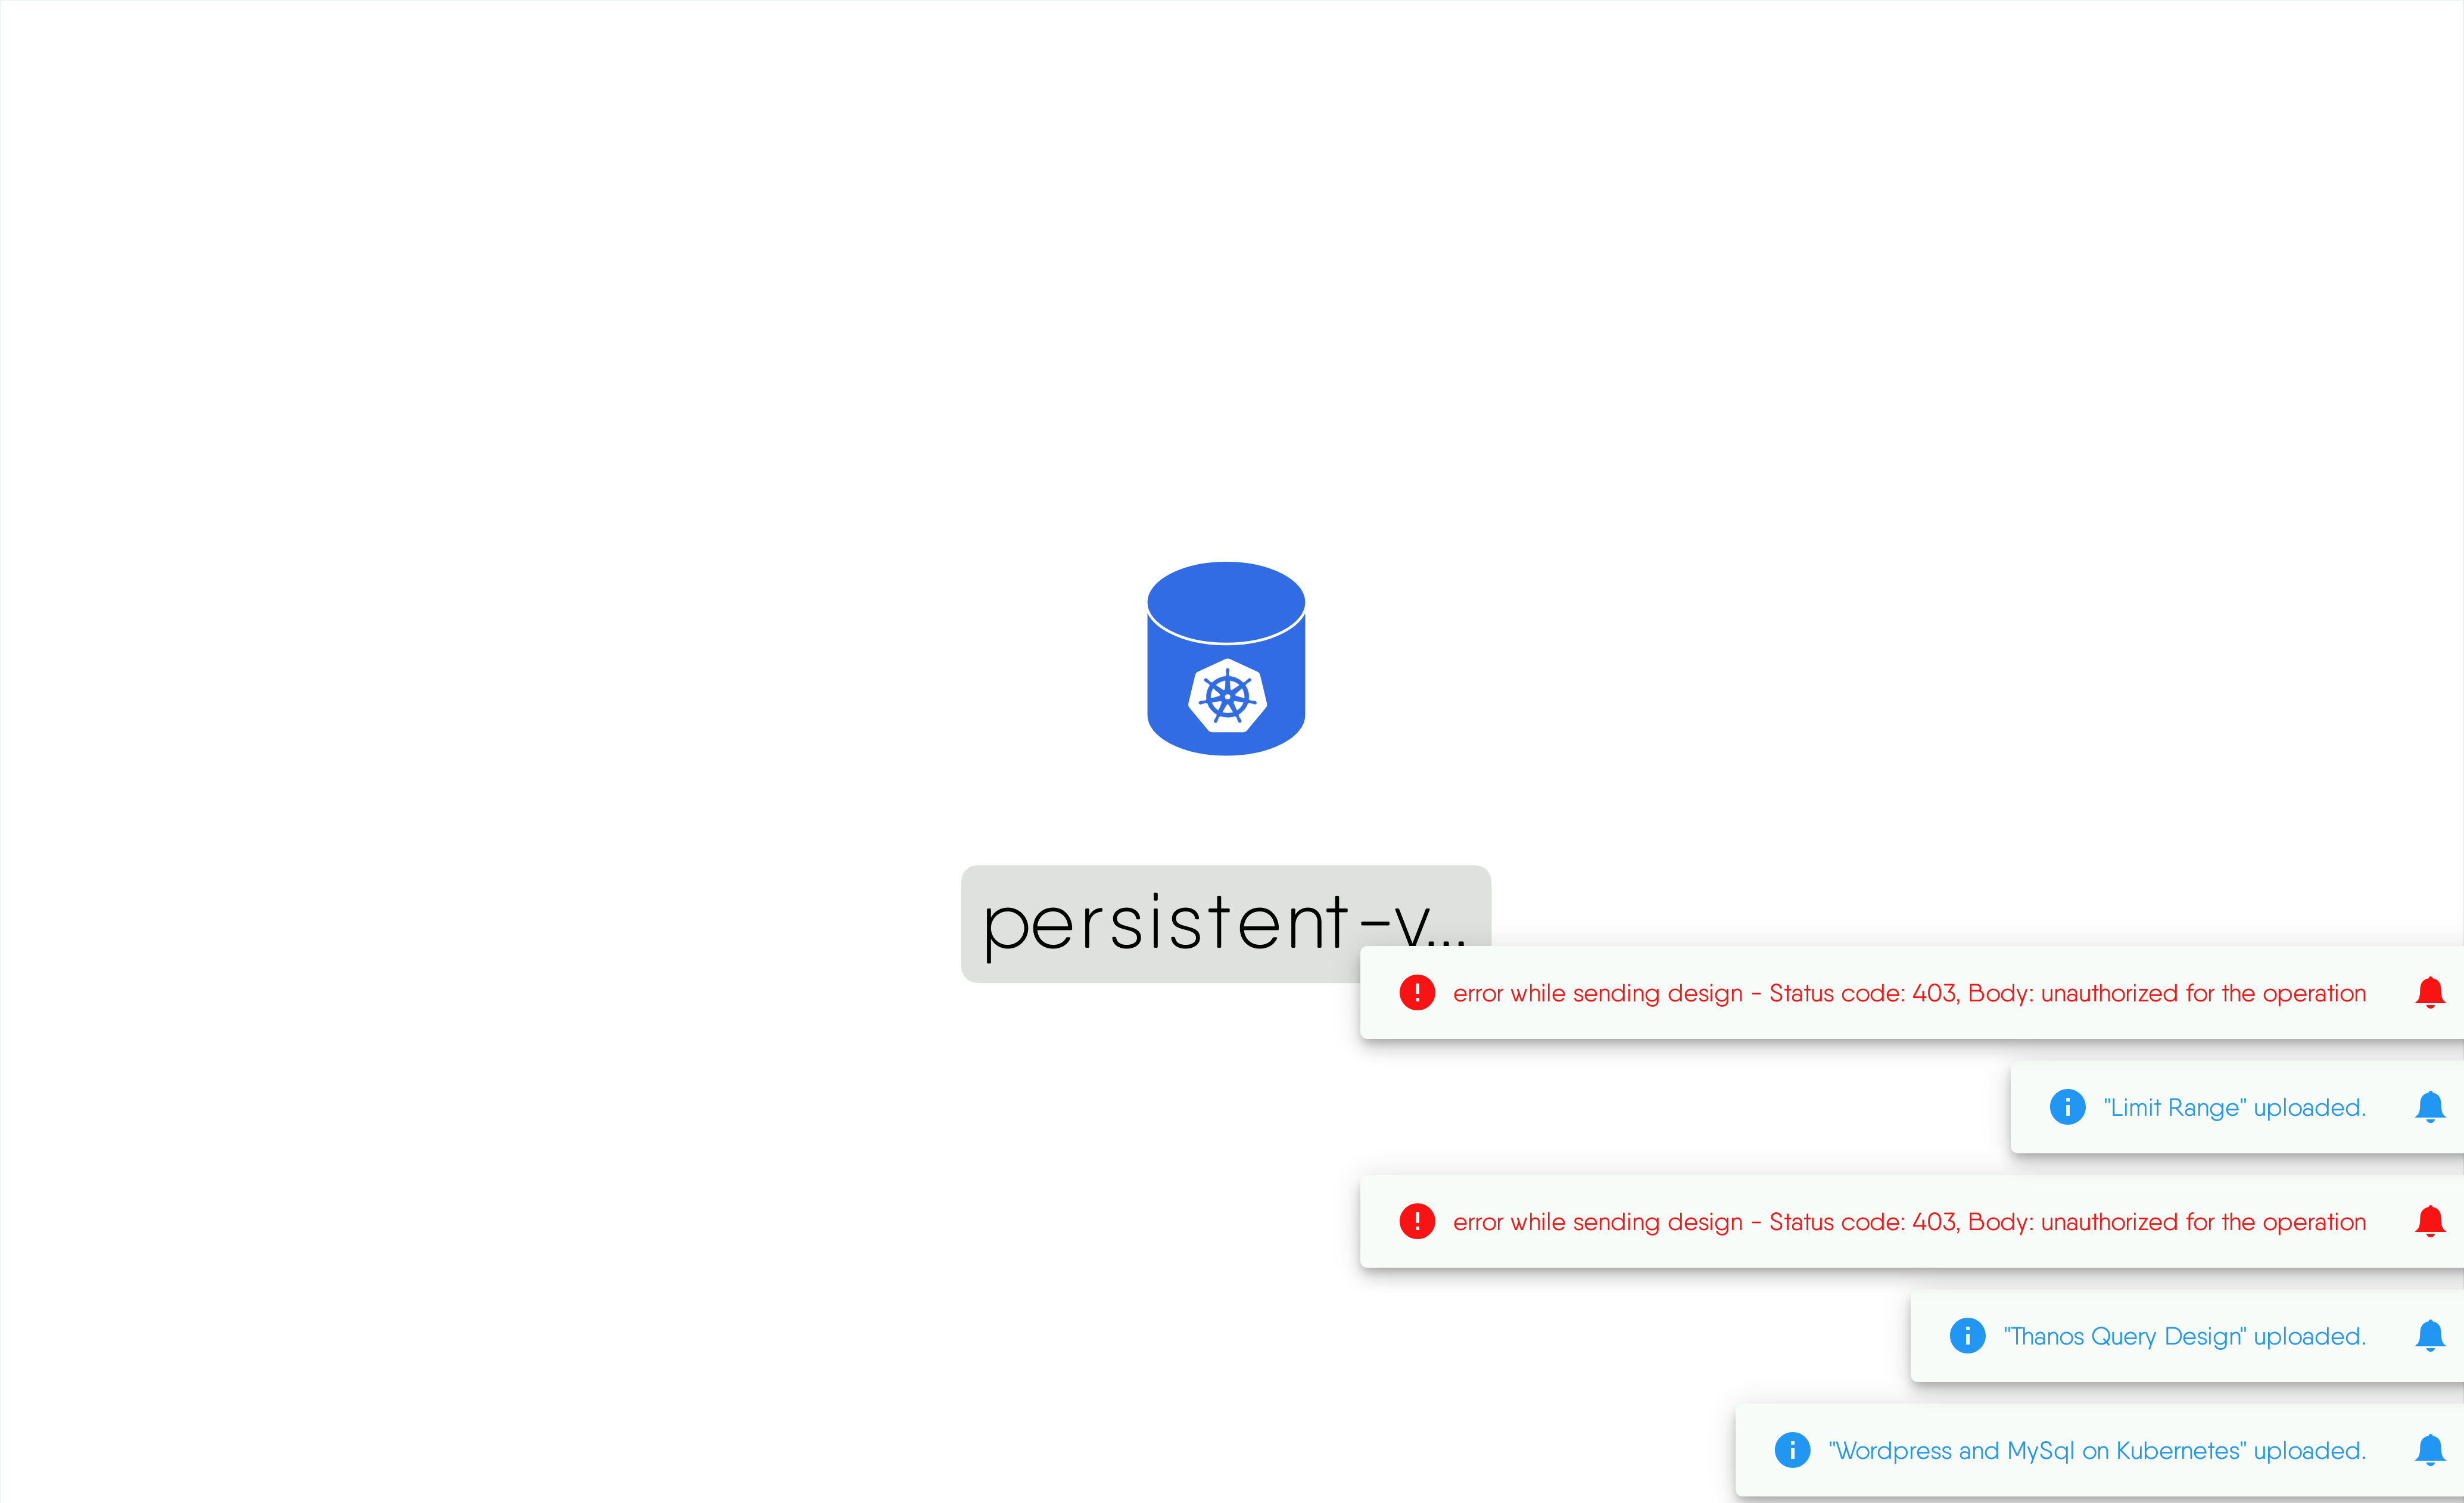 persistent-v...
error while sending design - Status code: 403, Body: unauthorized for the operation
"Limit Range" uploaded.
error while sending design - Status code: 403, Body: unauthorized for the operation
"Thanos Query Design" uploaded.
"Wordpress and MySql on Kubernetes" uploaded.